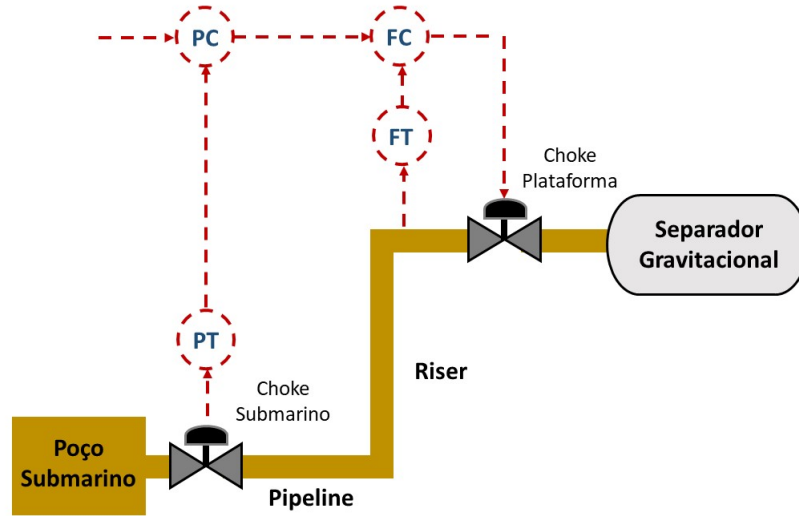 PC
FC
FT
Choke
Plataforma
Separador
Gravitacional
PT
Riser
Choke
Submarino
Poço
Submarino
Pipeline